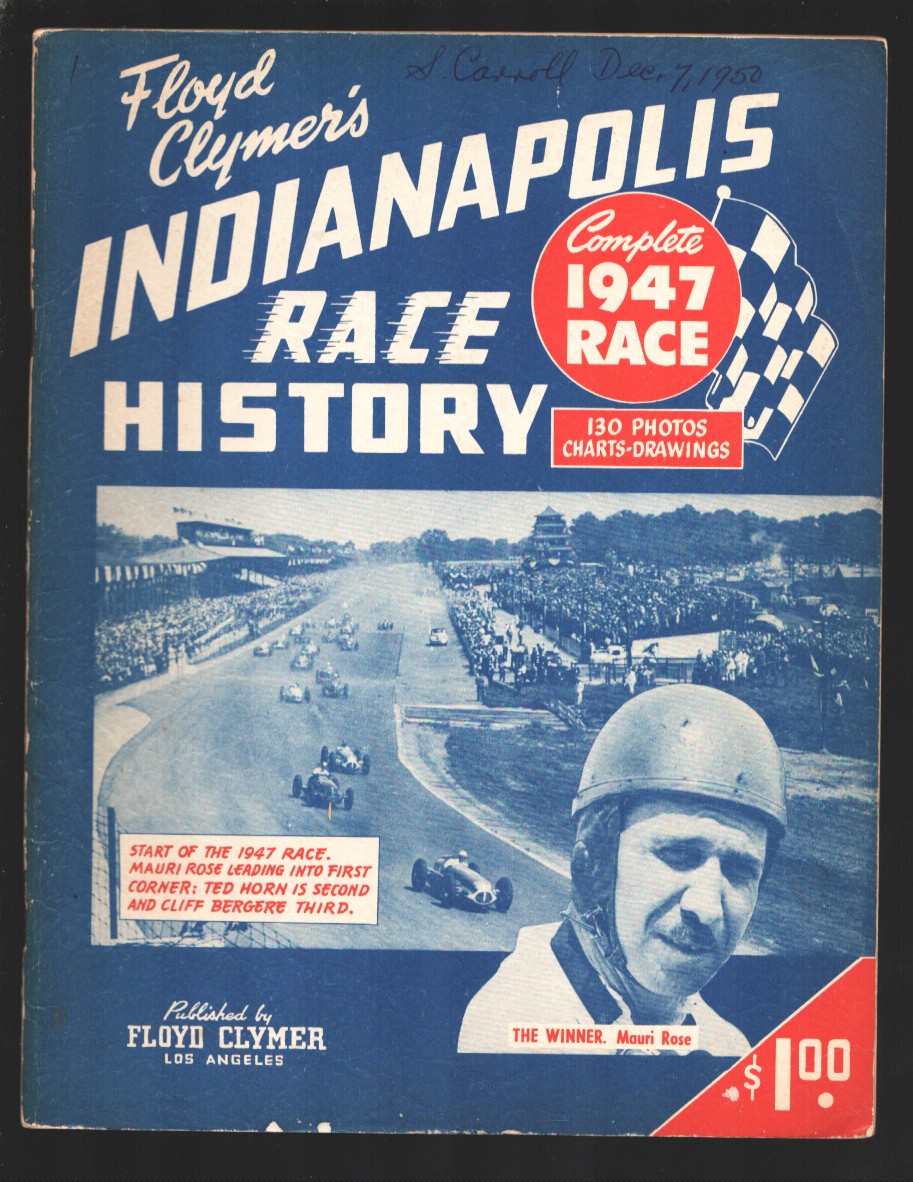 S. Carroll Dec. 7, 1950
Floyd
Clymer's
INDIANAPOLIS
RACE
HISTORY
Complete
1947
RACE
130 PHOTOS
CHARTS-DRAWINGS
START OF THE 1947 RACE.
MAURI ROSE LEADING INTO FIRST
CORNER: TED HORN IS SECOND
AND CLIFF BERGERE THIRD.
Published by
FLOYD CLYMER
LOS ANGELES
THE WINNER. Mauri Rose
$1.00